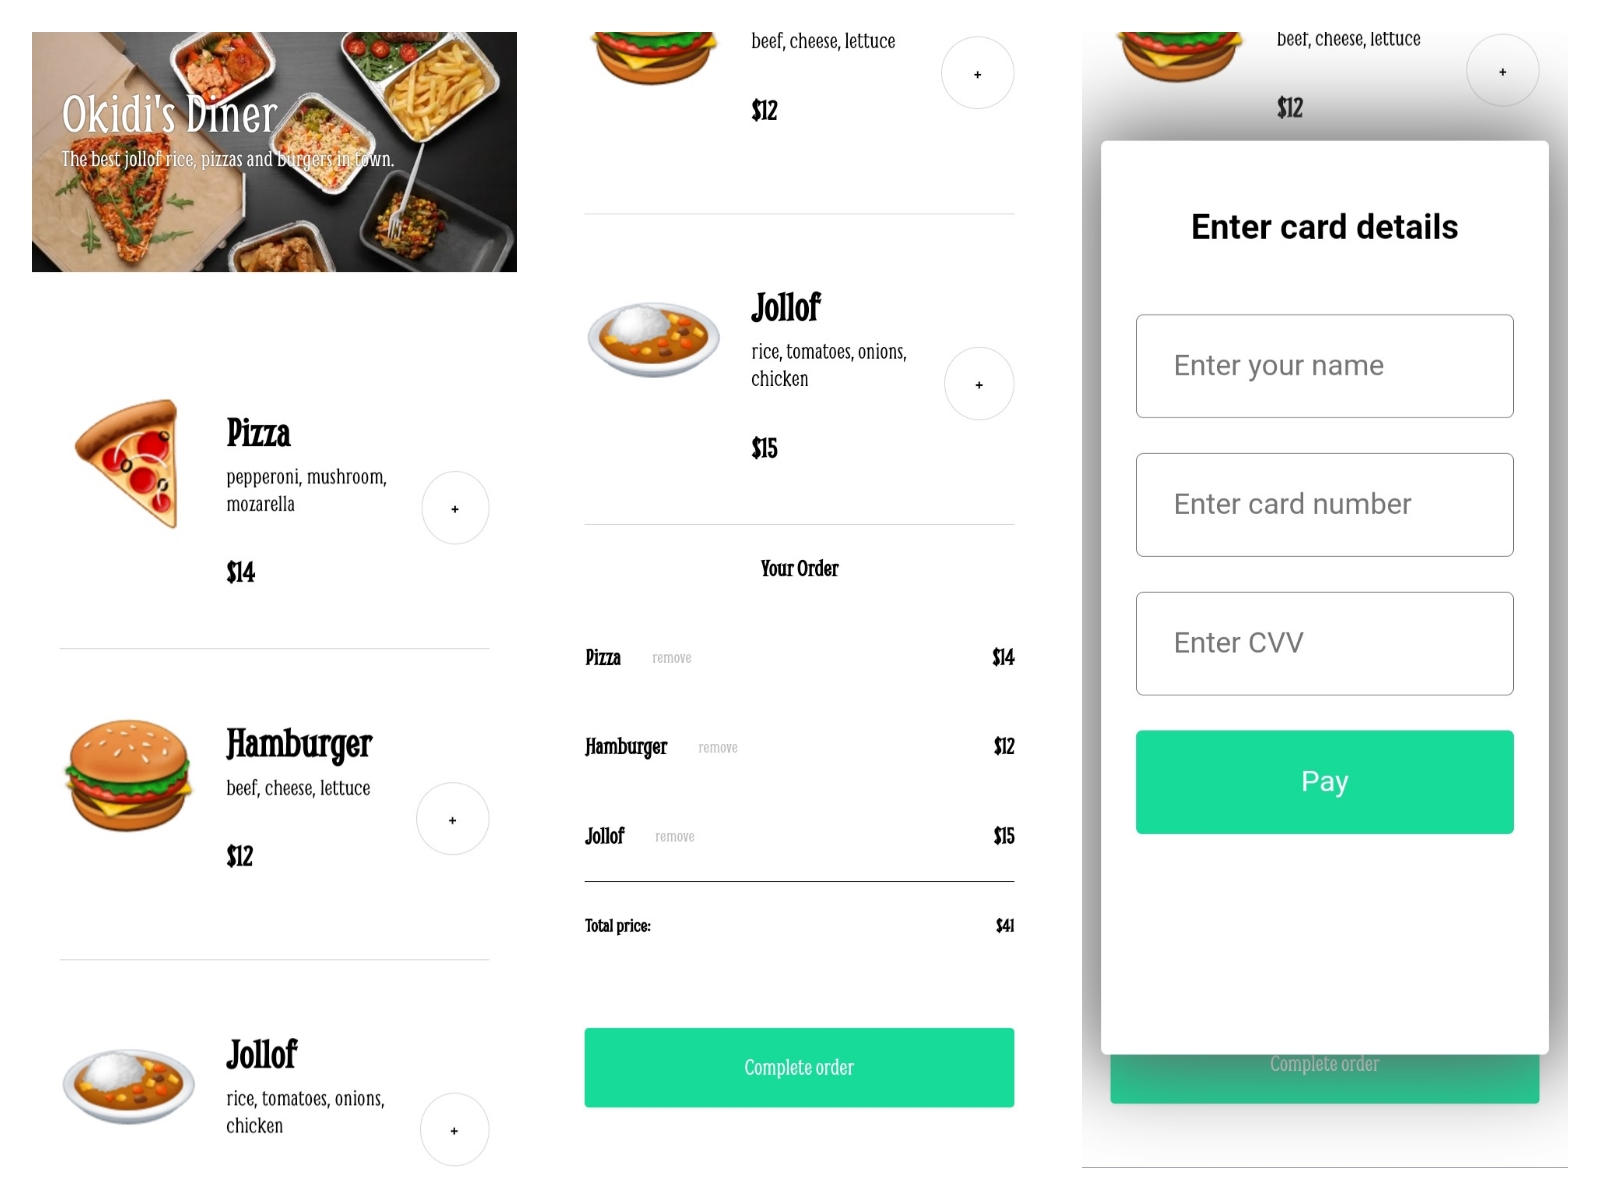 Okidi's Diner
The best jollof rice, pizzas and burgers in town.
Pizza
pepperoni, mushroom,
mozarella
+
$14
Hamburger
beef, cheese, lettuce
+
$12
Jollof
rice, tomatoes, onions,
chicken
+
beef, cheese, lettuce
+
$12
Jollof
rice, tomatoes, onions,
chicken
+
$15
Your Order
Pizza remove $14
Hamburger remove $12
Jollof remove $15
Total price: $41
Complete order
beef, cheese, lettuce
+
$12
Enter card details
Enter your name
Enter card number
Enter CVV
Pay
Complete order